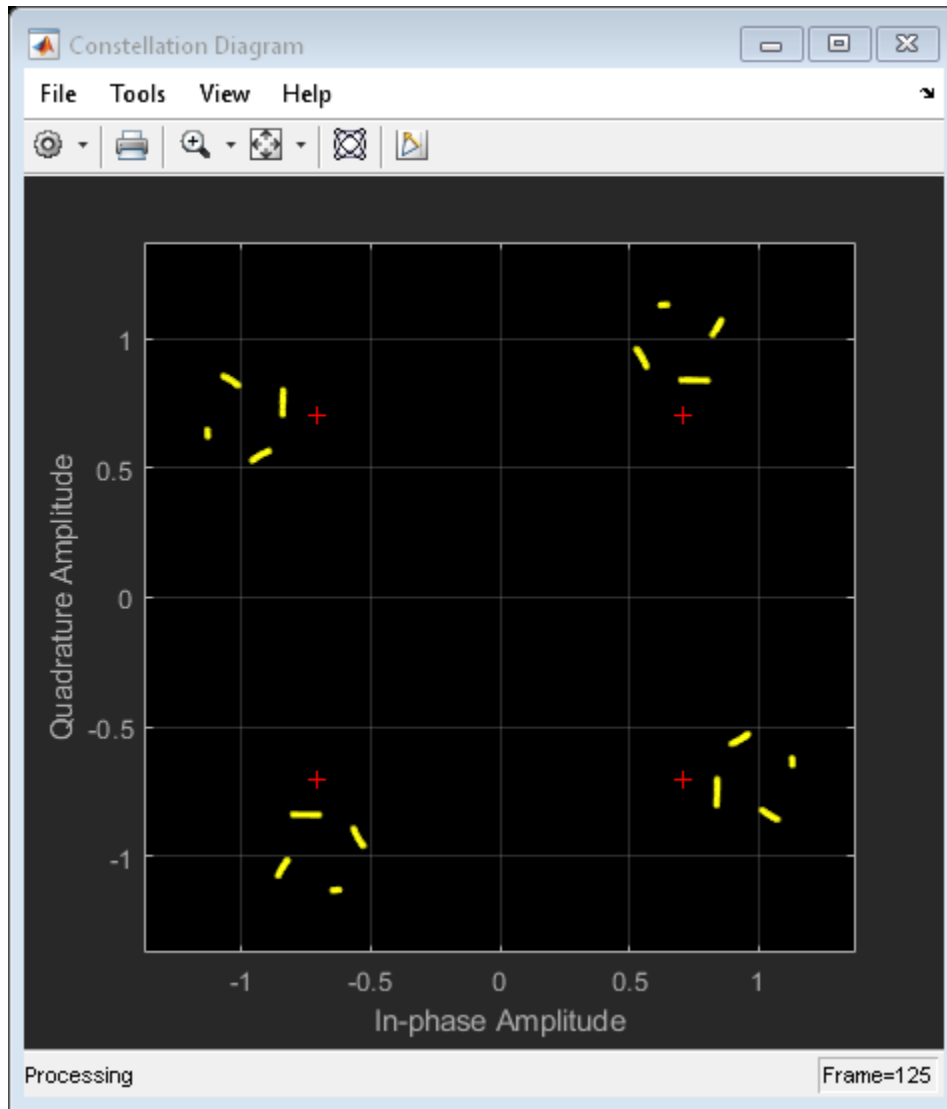 Constellation Diagram
File Tools View Help
1
0.5
0
-0.5
-1
Quadrature Amplitude
-1 -0.5 0 0.5 1
In-phase Amplitude
Processing Frame=125